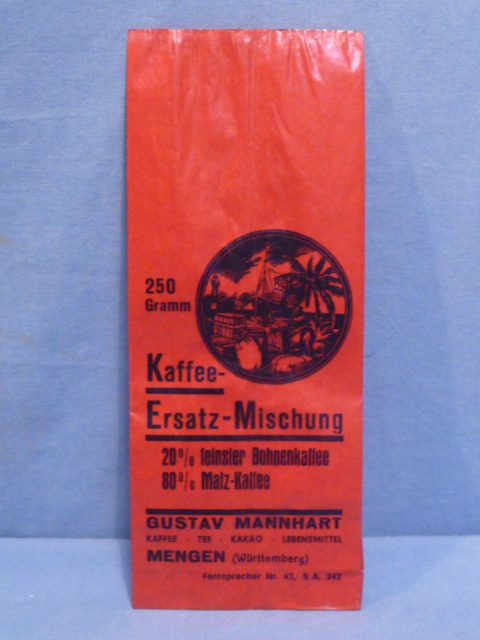 250
Gramm
Kaffee-
Ersatz-Mischung
20% feinster Bohnenkaffee
80% Malz-Kaffee
GUSTAV MANNHART
KAFFEE · TEE · KAKAO · LEBENSMITTEL
MENGEN (Württemberg)
Fernsprecher Nr. 42, S.A. 242